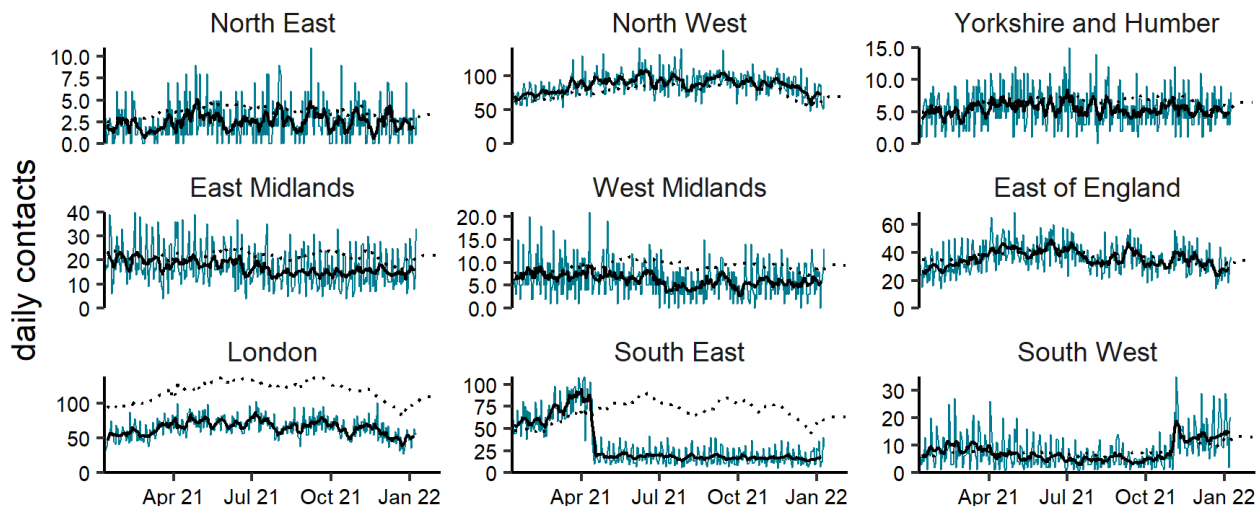 North East
North West
Yorkshire and Humber
10.0
7.5
5.0
2.5
0.0
100
50
0
15.0
10.0
5.0
0.0
daily contacts
East Midlands
West Midlands
East of England
40
30
20
10
0
20.0
15.0
10.0
5.0
0.0
60
40
20
0
London
South East
South West
100
50
0
100
75
50
25
0
30
20
10
0
Apr 21 Jul 21 Oct 21 Jan 22
Apr 21 Jul 21 Oct 21 Jan 22
Apr 21 Jul 21 Oct 21 Jan 22